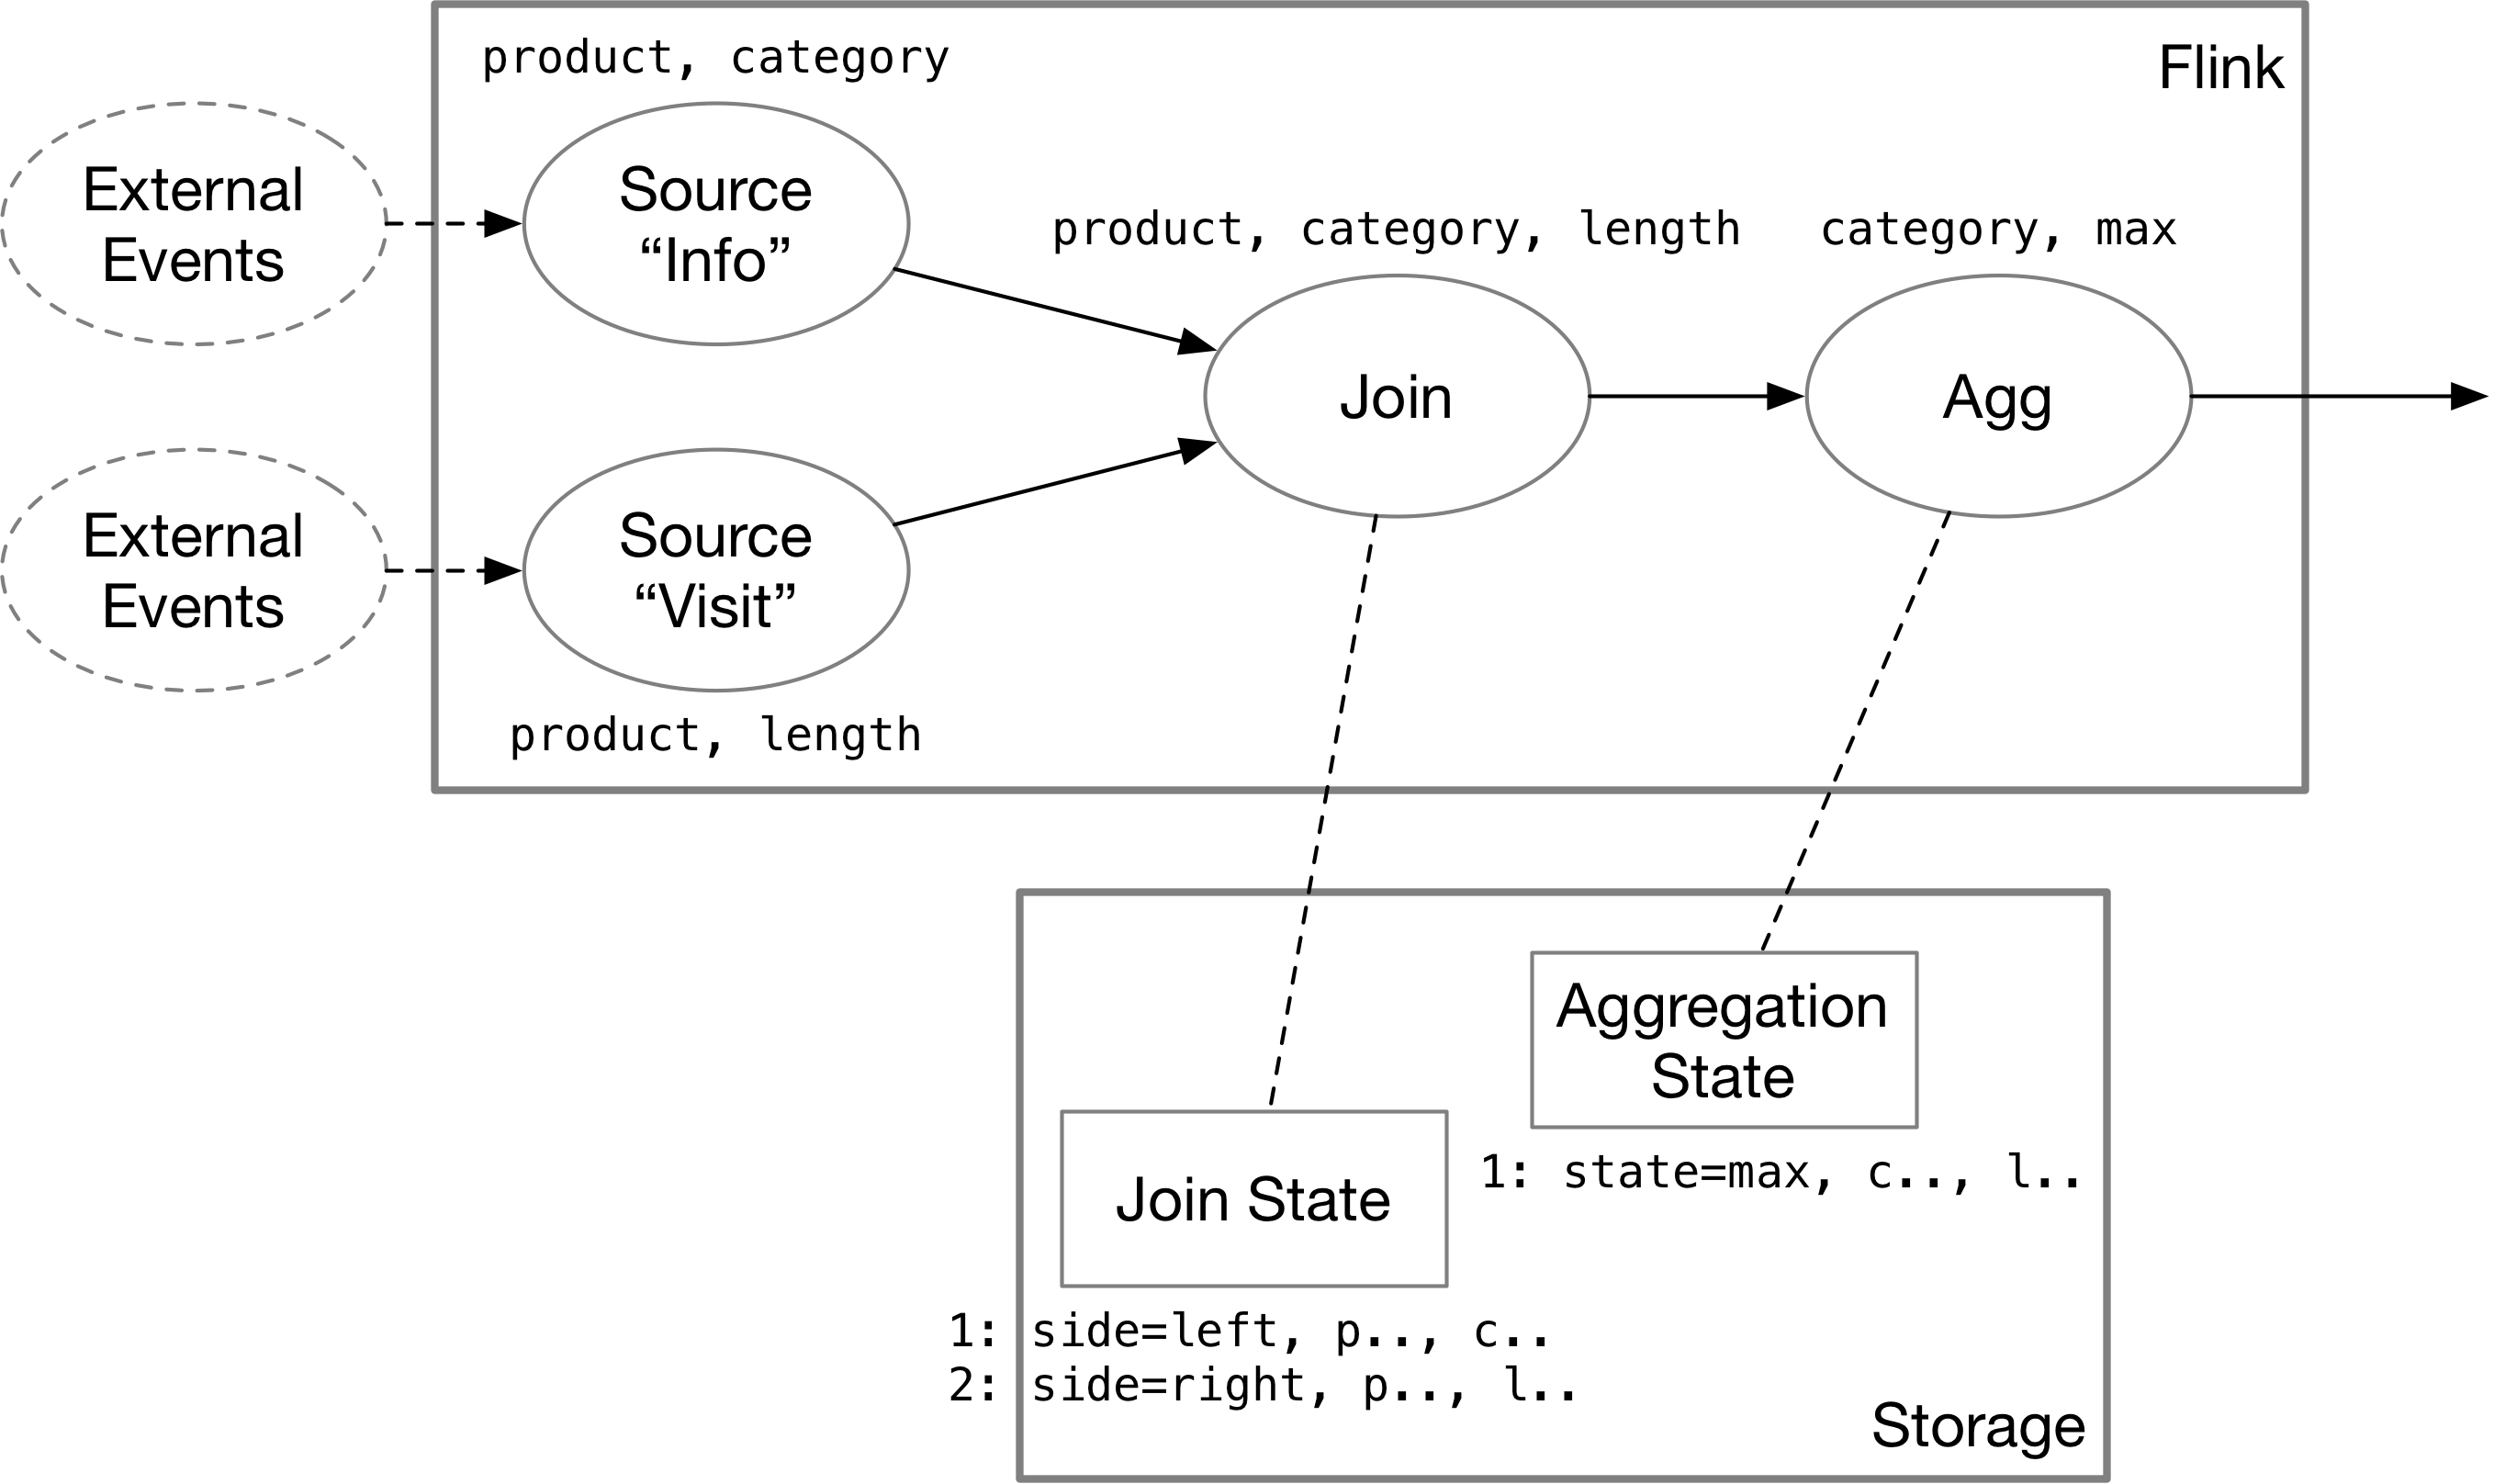 product, category
Flink
External
Events
Source
“Info”
product, category, length
category, max
Join
Agg
External
Events
Source
“Visit”
product, length
Aggregation
State
1: state=max, c.., l..
Join State
1: side=left, p.., c..
2: side=right, p.., l..
Storage